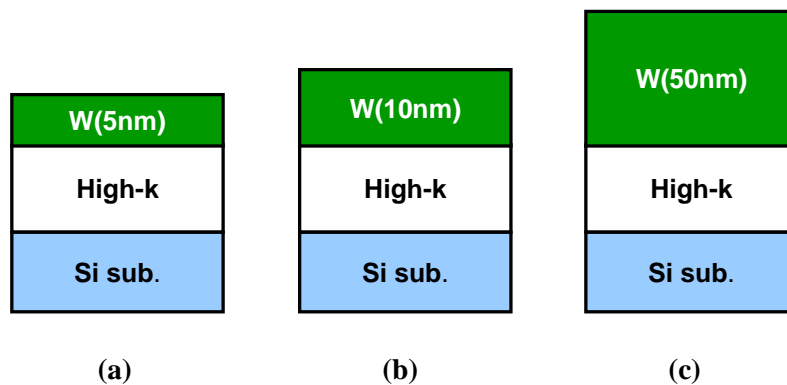 W(5nm)
High-k
Si sub.
(a)
W(10nm)
High-k
Si sub.
(b)
W(50nm)
High-k
Si sub.
(c)